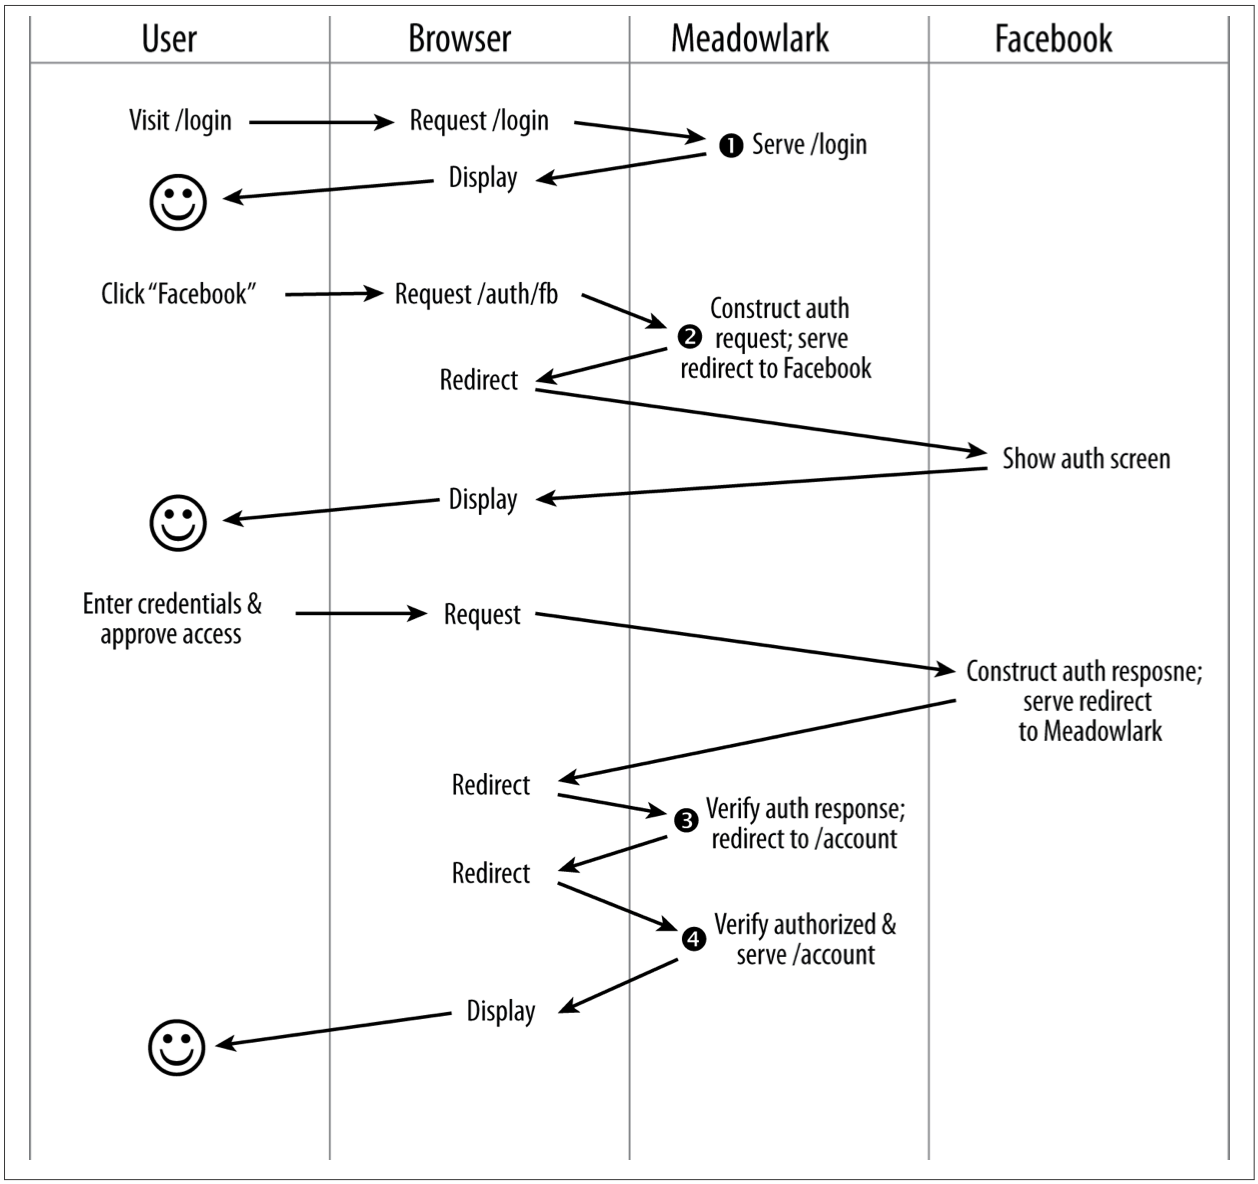 User Browser Meadowlark Facebook
Visit /login Request /login
❶ Serve /login
Display
Click “Facebook” Request /auth/fb
Construct auth
❷ request; serve
redirect to Facebook
Redirect
Show auth screen
Display
Enter credentials &
approve access
Request
Construct auth resposne;
serve redirect
to Meadowlark
Redirect
❸ Verify auth response;
redirect to /account
Redirect
❹ Verify authorized &
serve /account
Display